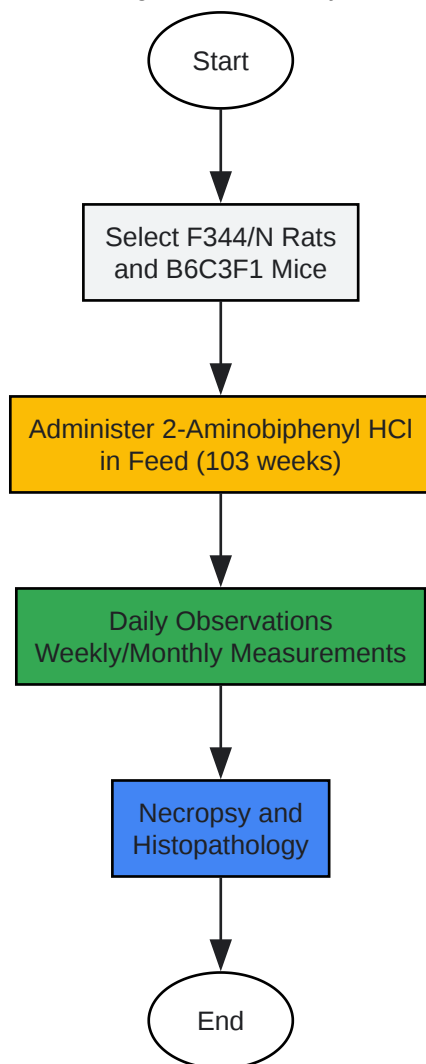 Start
Select F344/N Rats
and B6C3F1 Mice
Administer 2-Aminobiphenyl HCl
in Feed (103 weeks)
Daily Observations
Weekly/Monthly Measurements
Necropsy and
Histopathology
End